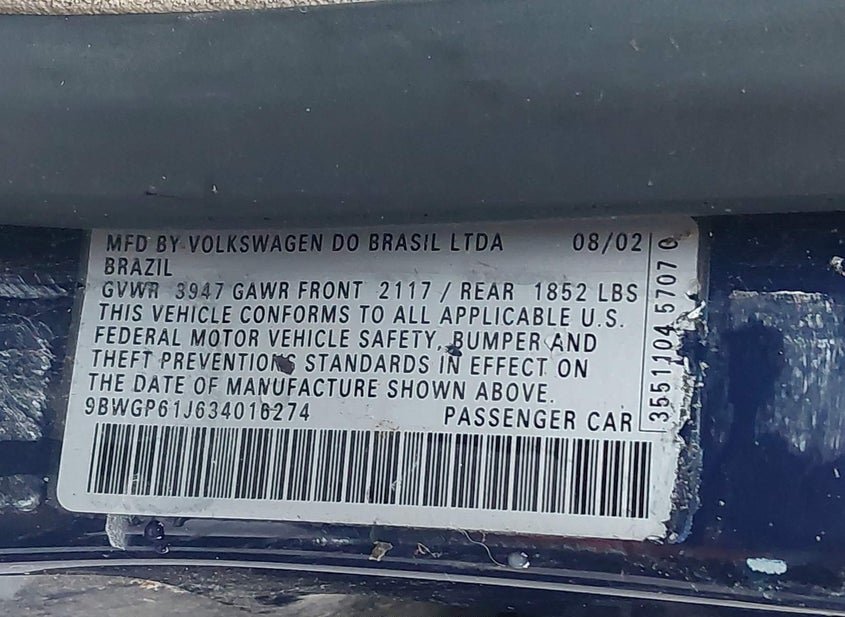 MFD BY VOLKSWAGEN DO BRASIL LTDA 08/02
BRAZIL
GVWR 3947 GAWR FRONT 2117 / REAR 1852 LBS
THIS VEHICLE CONFORMS TO ALL APPLICABLE U.S.
FEDERAL MOTOR VEHICLE SAFETY, BUMPER AND
THEFT PREVENTION STANDARDS IN EFFECT ON
THE DATE OF MANUFACTURE SHOWN ABOVE.
9BWGP61J634016274 PASSENGER CAR
3551104 5707